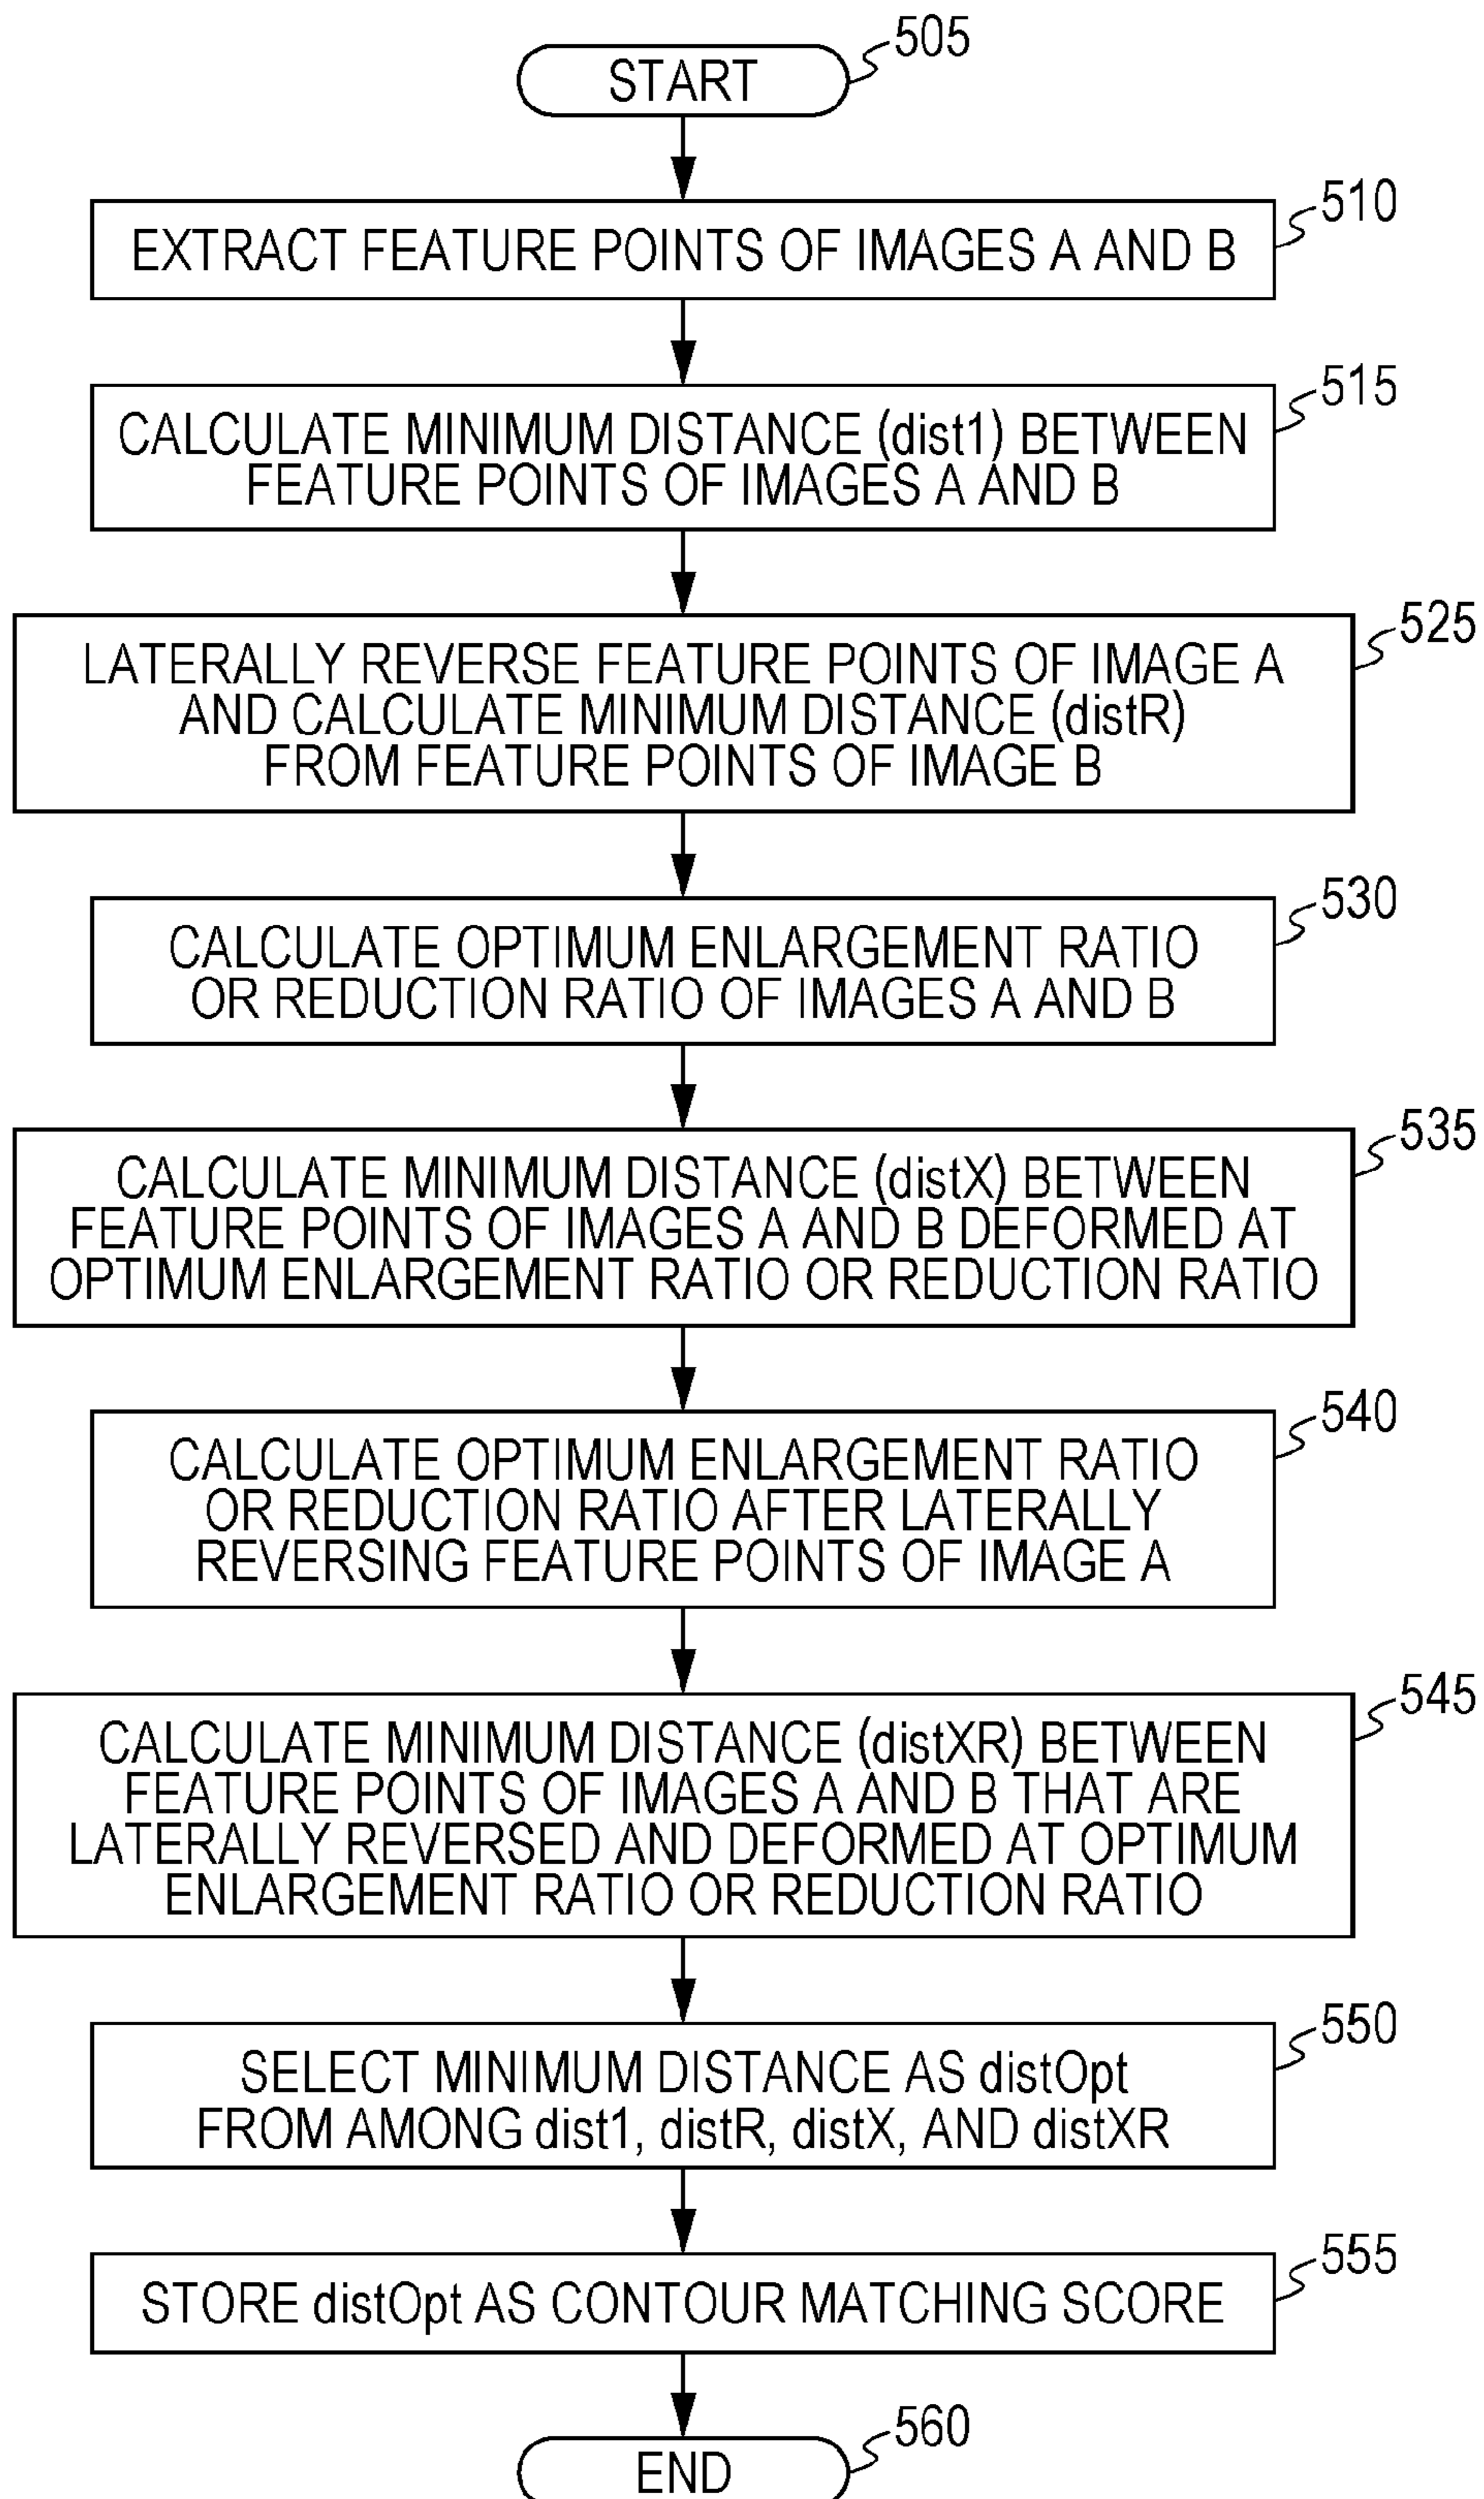 START
505
EXTRACT FEATURE POINTS OF IMAGES A AND B
510
CALCULATE MINIMUM DISTANCE (dist1) BETWEEN
FEATURE POINTS OF IMAGES A AND B
515
LATERALLY REVERSE FEATURE POINTS OF IMAGE A
AND CALCULATE MINIMUM DISTANCE (distR)
FROM FEATURE POINTS OF IMAGE B
525
CALCULATE OPTIMUM ENLARGEMENT RATIO
OR REDUCTION RATIO OF IMAGES A AND B
530
CALCULATE MINIMUM DISTANCE (distX) BETWEEN
FEATURE POINTS OF IMAGES A AND B DEFORMED AT
OPTIMUM ENLARGEMENT RATIO OR REDUCTION RATIO
535
CALCULATE OPTIMUM ENLARGEMENT RATIO
OR REDUCTION RATIO AFTER LATERALLY
REVERSING FEATURE POINTS OF IMAGE A
540
CALCULATE MINIMUM DISTANCE (distXR) BETWEEN
FEATURE POINTS OF IMAGES A AND B THAT ARE
LATERALLY REVERSED AND DEFORMED AT OPTIMUM
ENLARGEMENT RATIO OR REDUCTION RATIO
545
SELECT MINIMUM DISTANCE AS distOpt
FROM AMONG dist1, distR, distX, AND distXR
550
STORE distOpt AS CONTOUR MATCHING SCORE
555
END
560